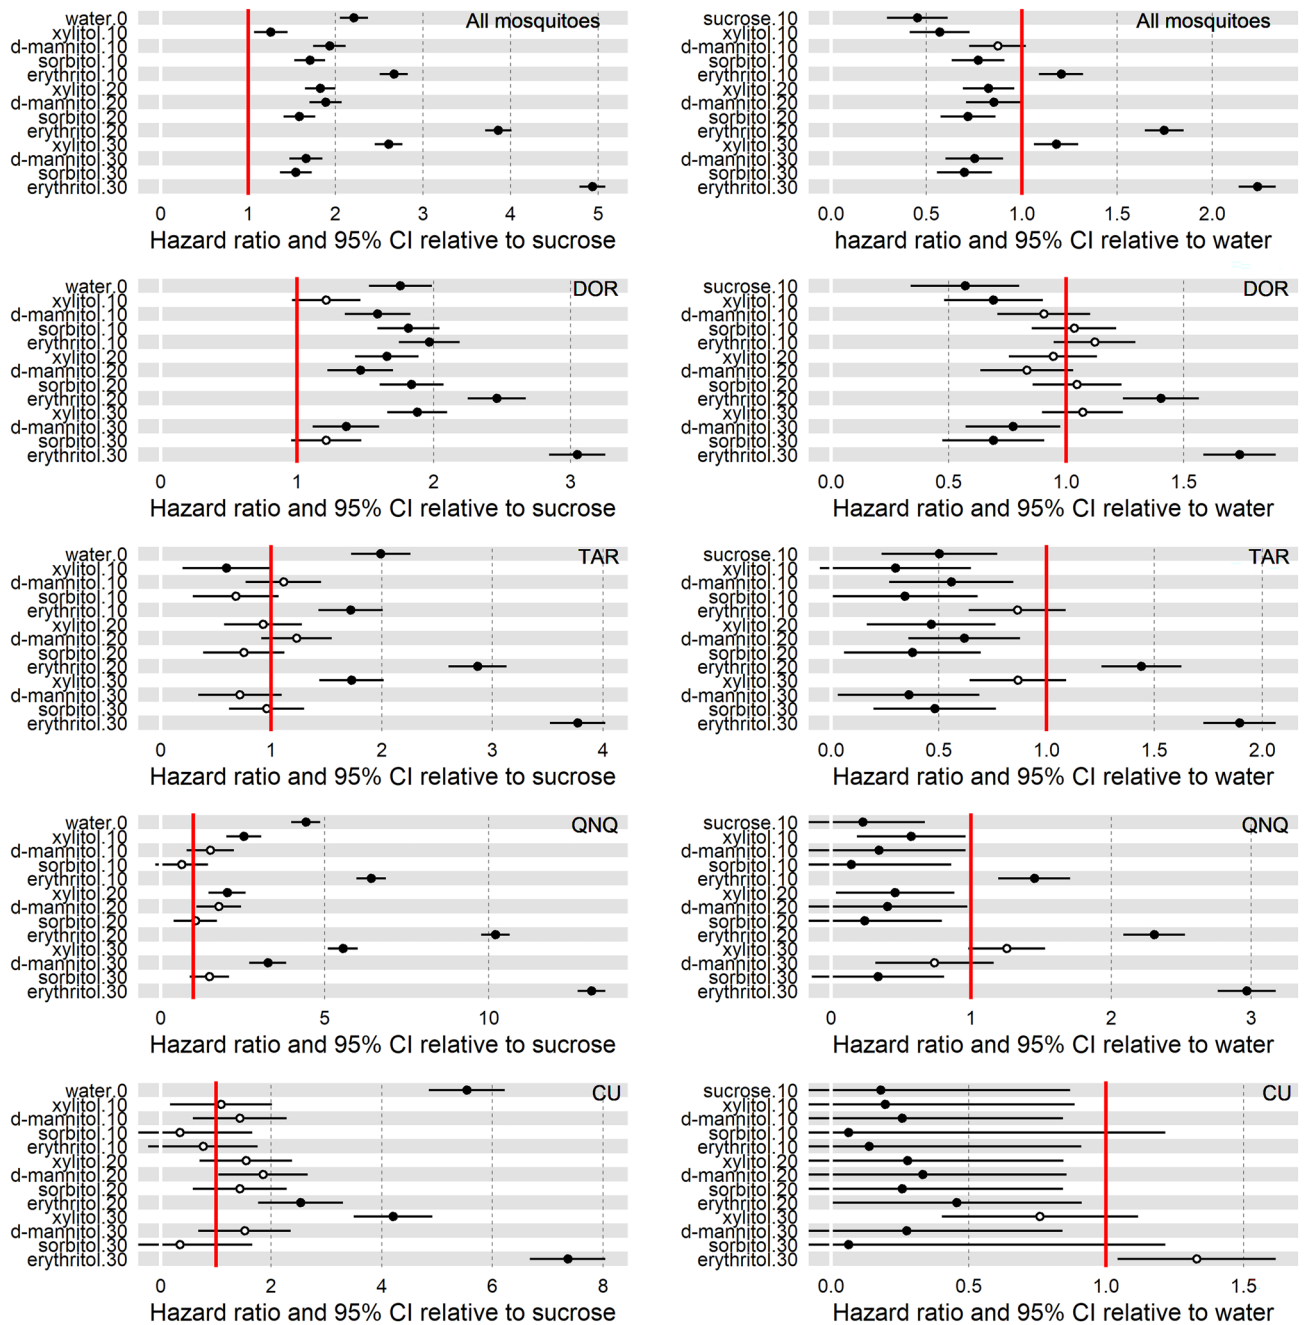 water.0
xylitol.10
d-mannitol.10
sorbitol.10
erythritol.10
xylitol.20
d-mannitol.20
sorbitol.20
erythritol.20
xylitol.30
d-mannitol.30
sorbitol.30
erythritol.30
All mosquitoes
0 1 2 3 4 5
Hazard ratio and 95% CI relative to sucrose
sucrose.10
xylitol.10
d-mannitol.10
sorbitol.10
erythritol.10
xylitol.20
d-mannitol.20
sorbitol.20
erythritol.20
xylitol.30
d-mannitol.30
sorbitol.30
erythritol.30
All mosquitoes
0.0 0.5 1.0 1.5 2.0
hazard ratio and 95% CI relative to water
water.0
xylitol.10
d-mannitol.10
sorbitol.10
erythritol.10
xylitol.20
d-mannitol.20
sorbitol.20
erythritol.20
xylitol.30
d-mannitol.30
sorbitol.30
erythritol.30
DOR
0 1 2 3
Hazard ratio and 95% CI relative to sucrose
sucrose.10
xylitol.10
d-mannitol.10
sorbitol.10
erythritol.10
xylitol.20
d-mannitol.20
sorbitol.20
erythritol.20
xylitol.30
d-mannitol.30
sorbitol.30
erythritol.30
DOR
0.0 0.5 1.0 1.5
Hazard ratio and 95% CI relative to water
water.0
xylitol.10
d-mannitol.10
sorbitol.10
erythritol.10
xylitol.20
d-mannitol.20
sorbitol.20
erythritol.20
xylitol.30
d-mannitol.30
sorbitol.30
erythritol.30
TAR
0 1 2 3 4
Hazard ratio and 95% CI relative to sucrose
sucrose.10
xylitol.10
d-mannitol.10
sorbitol.10
erythritol.10
xylitol.20
d-mannitol.20
sorbitol.20
erythritol.20
xylitol.30
d-mannitol.30
sorbitol.30
erythritol.30
TAR
0.0 0.5 1.0 1.5 2.0
Hazard ratio and 95% CI relative to water
water.0
xylitol.10
d-mannitol.10
sorbitol.10
erythritol.10
xylitol.20
d-mannitol.20
sorbitol.20
erythritol.20
xylitol.30
d-mannitol.30
sorbitol.30
erythritol.30
QNQ
0 5 10
Hazard ratio and 95% CI relative to sucrose
sucrose.10
xylitol.10
d-mannitol.10
sorbitol.10
erythritol.10
xylitol.20
d-mannitol.20
sorbitol.20
erythritol.20
xylitol.30
d-mannitol.30
sorbitol.30
erythritol.30
QNQ
0 1 2 3
Hazard ratio and 95% CI relative to water
water.0
xylitol.10
d-mannitol.10
sorbitol.10
erythritol.10
xylitol.20
d-mannitol.20
sorbitol.20
erythritol.20
xylitol.30
d-mannitol.30
sorbitol.30
erythritol.30
CU
0 2 4 6 8
Hazard ratio and 95% CI relative to sucrose
sucrose.10
xylitol.10
d-mannitol.10
sorbitol.10
erythritol.10
xylitol.20
d-mannitol.20
sorbitol.20
erythritol.20
xylitol.30
d-mannitol.30
sorbitol.30
erythritol.30
CU
0.0 0.5 1.0 1.5
Hazard ratio and 95% CI relative to water